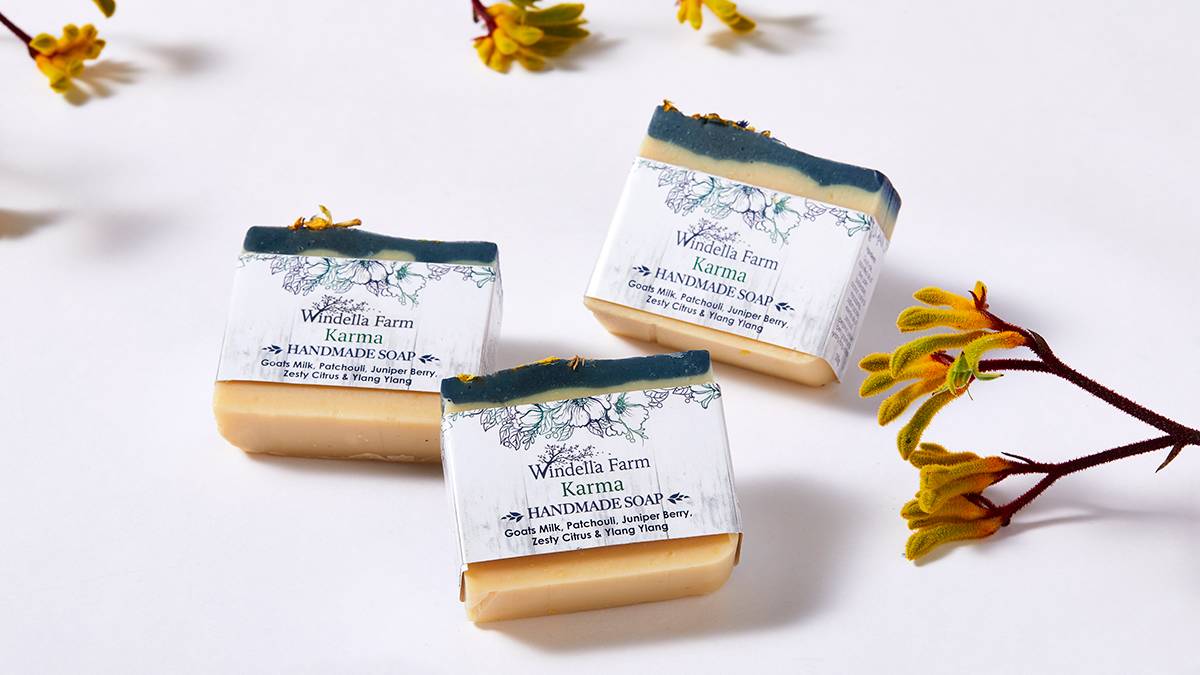 Windella Farm
Karma
HANDMADE SOAP
Goats Milk, Patchouli, Juniper Berry,
Zesty Citrus & Ylang Ylang
Windella Farm
Karma
HANDMADE SOAP
Goats Milk, Patchouli, Juniper Berry,
Zesty Citrus & Ylang Ylang
Windella Farm
Karma
HANDMADE SOAP
Goats Milk, Patchouli, Juniper Berry,
Zesty Citrus & Ylang Ylang